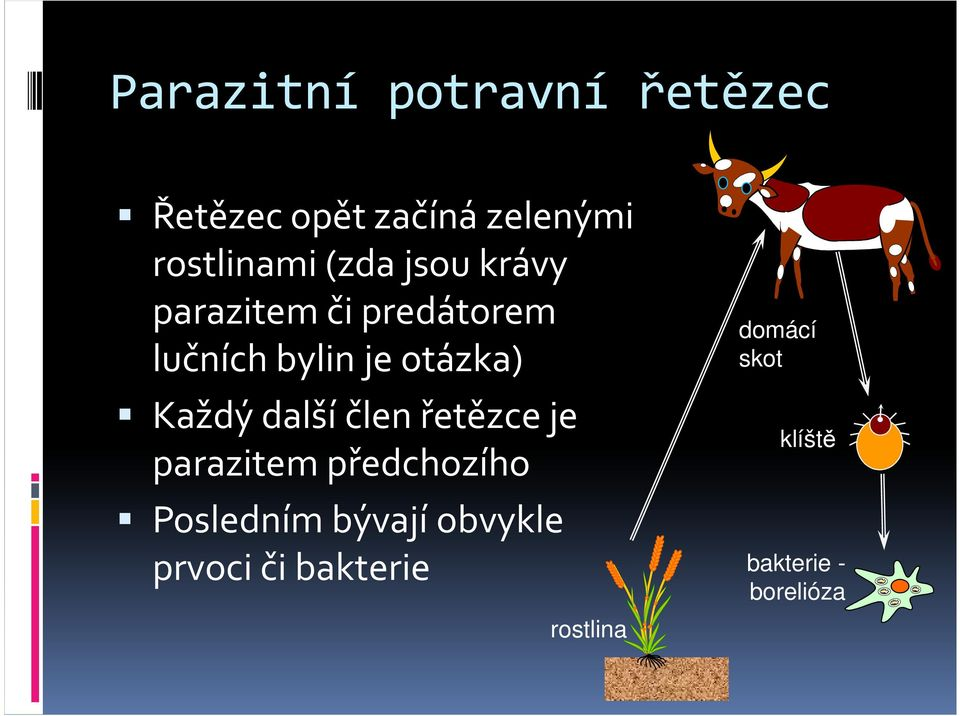 Parazitní potravní řetězec
Řetězec opět začíná zelenými
rostlinami (zda jsou krávy
parazitem či predátorem
lučních bylin je otázka)
Každý další člen řetězce je
parazitem předchozího
Posledním bývají obvykle
prvoci či bakterie
domácí
skot
klíště
bakterie -
borelióza
rostlina